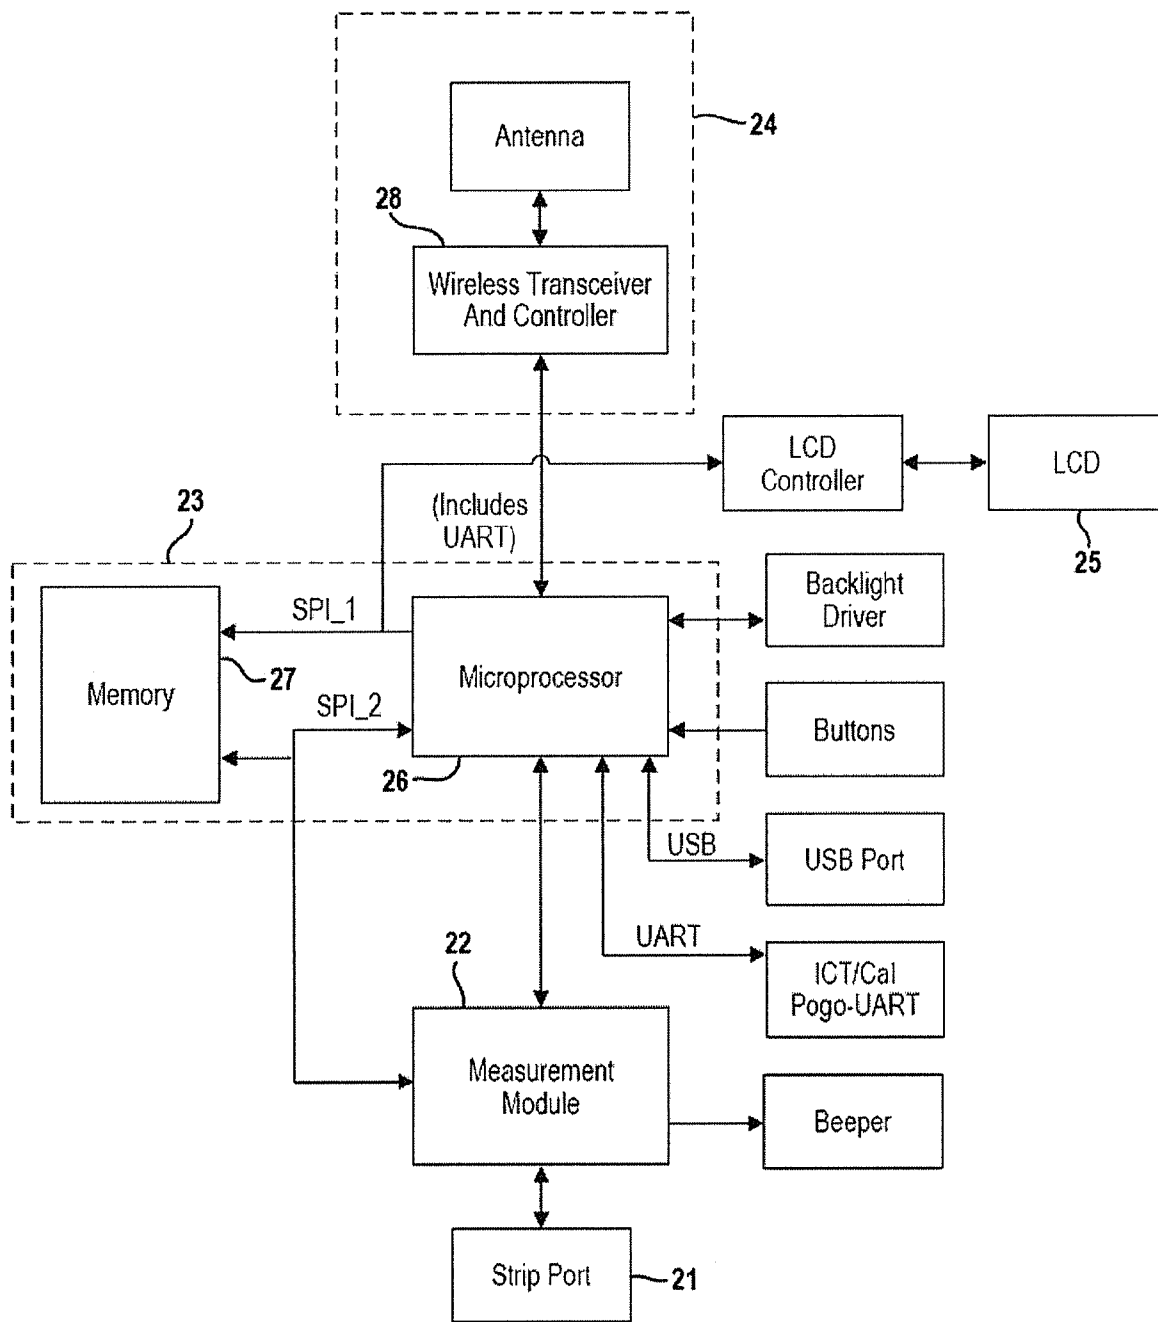 Antenna
24
28
Wireless Transceiver
And Controller
LCD
Controller
LCD
25
23
(Includes
UART)
SPI_1
Memory
27
SPI_2
Microprocessor
26
Backlight
Driver
Buttons
USB
USB Port
UART
ICT/Cal
Pogo-UART
22
Measurement
Module
Beeper
Strip Port
21